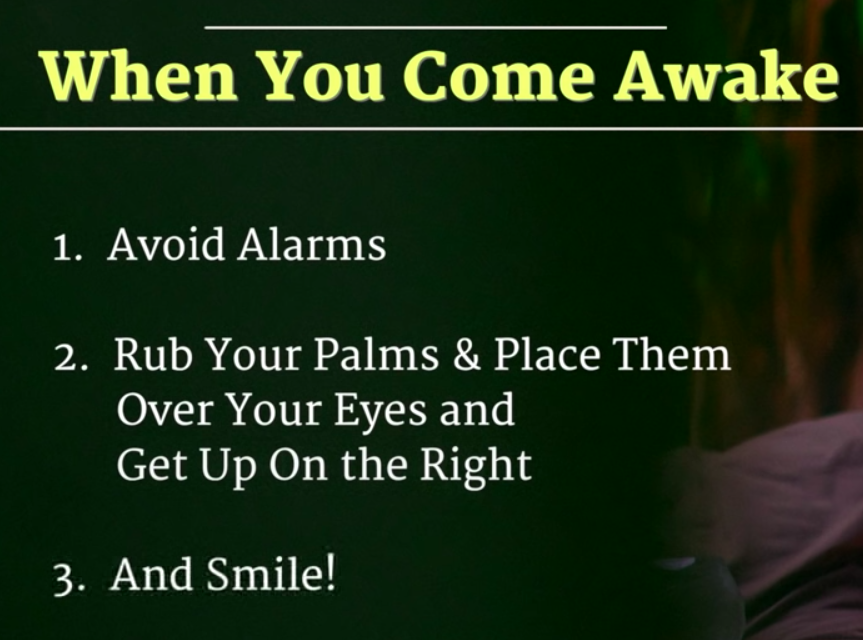 When You Come Awake
1. Avoid Alarms
2. Rub Your Palms & Place Them
Over Your Eyes and
Get Up On the Right
3. And Smile!